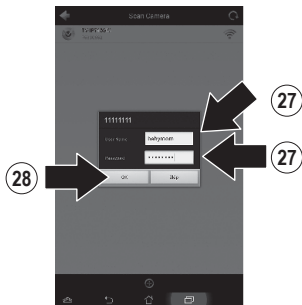 Scan Camera
11111111
27
User Name
babyroom
Password
••••••••
27
28
OK
Skip